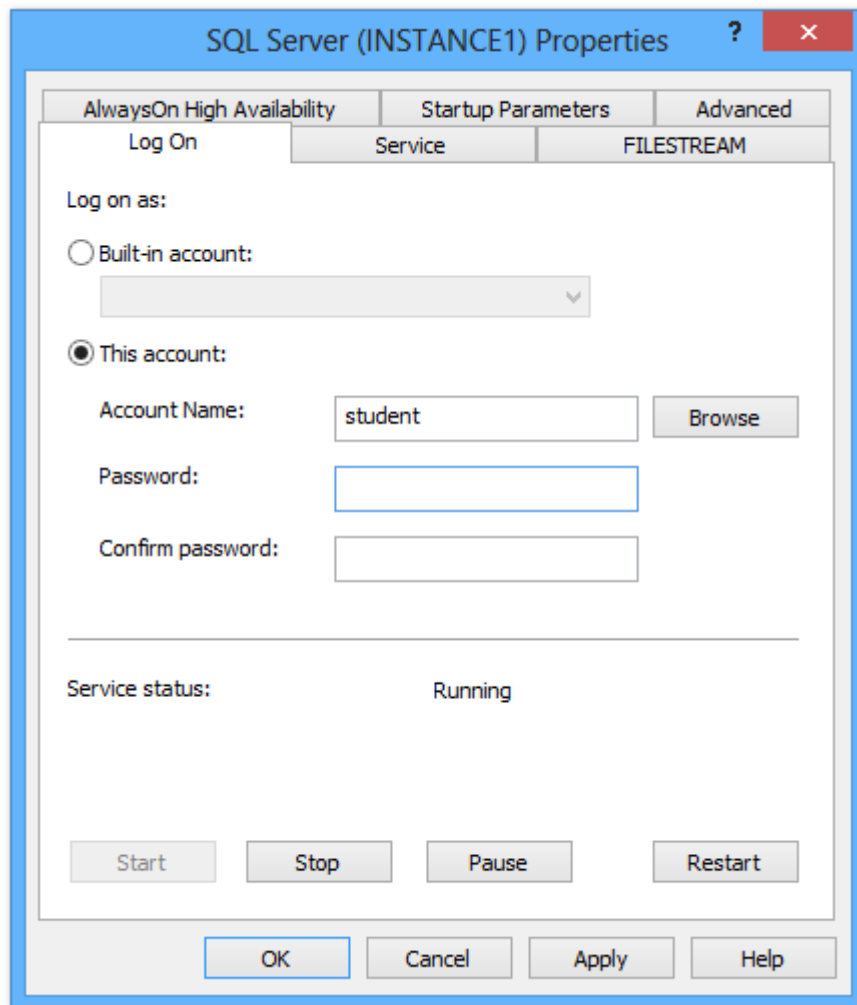 SQL Server (INSTANCE1) Properties ? ×
AlwaysOn High Availability Startup Parameters Advanced
Log On Service FILESTREAM
Log on as:
Built-in account:
This account:
Account Name: student Browse
Password:
Confirm password:
Service status: Running
Start Stop Pause Restart
OK Cancel Apply Help